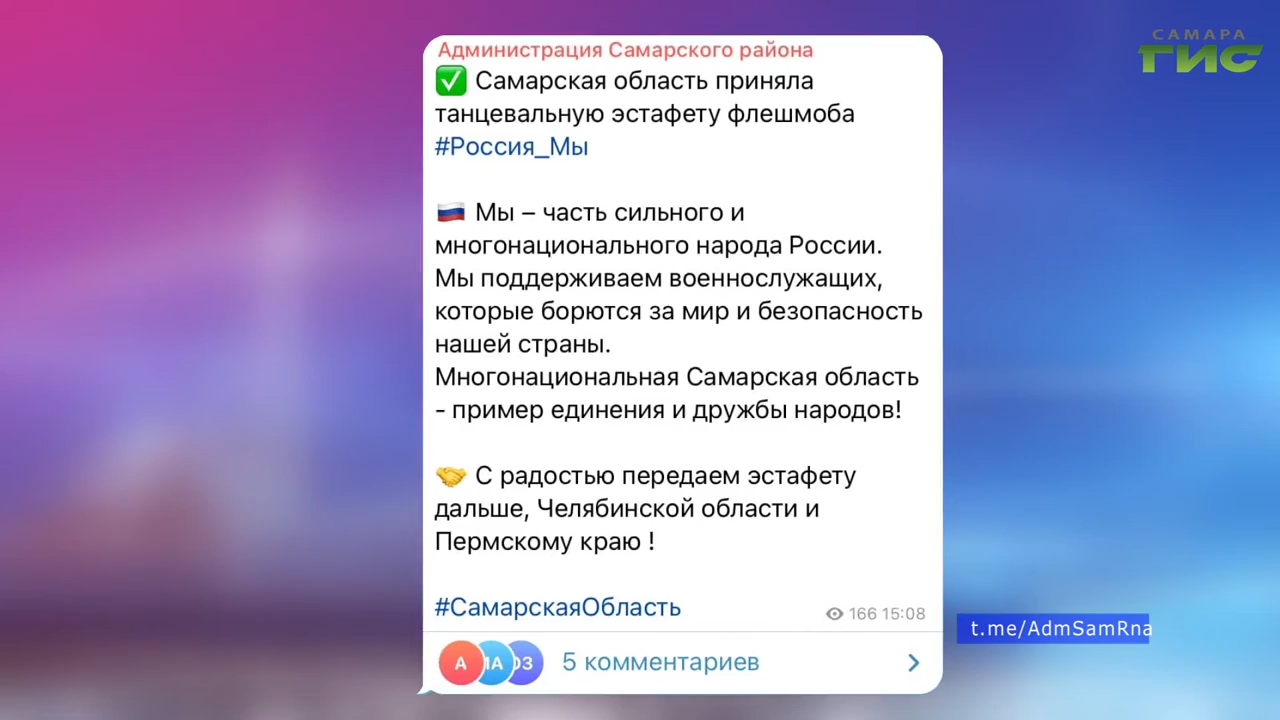 САМАРА
ГИС
Администрация Самарского района
✅ Самарская область приняла
танцевальную эстафету флешмоба
#Россия_Мы
🇷🇺 Мы – часть сильного и
многонационального народа России.
Мы поддерживаем военнослужащих,
которые борются за мир и безопасность
нашей страны.
Многонациональная Самарская область
- пример единения и дружбы народов!
🤝 С радостью передаем эстафету
дальше, Челябинской области и
Пермскому краю !
#СамарскаяОбласть
166 15:08
t.me/AdmSamRna
А
5 комментариев